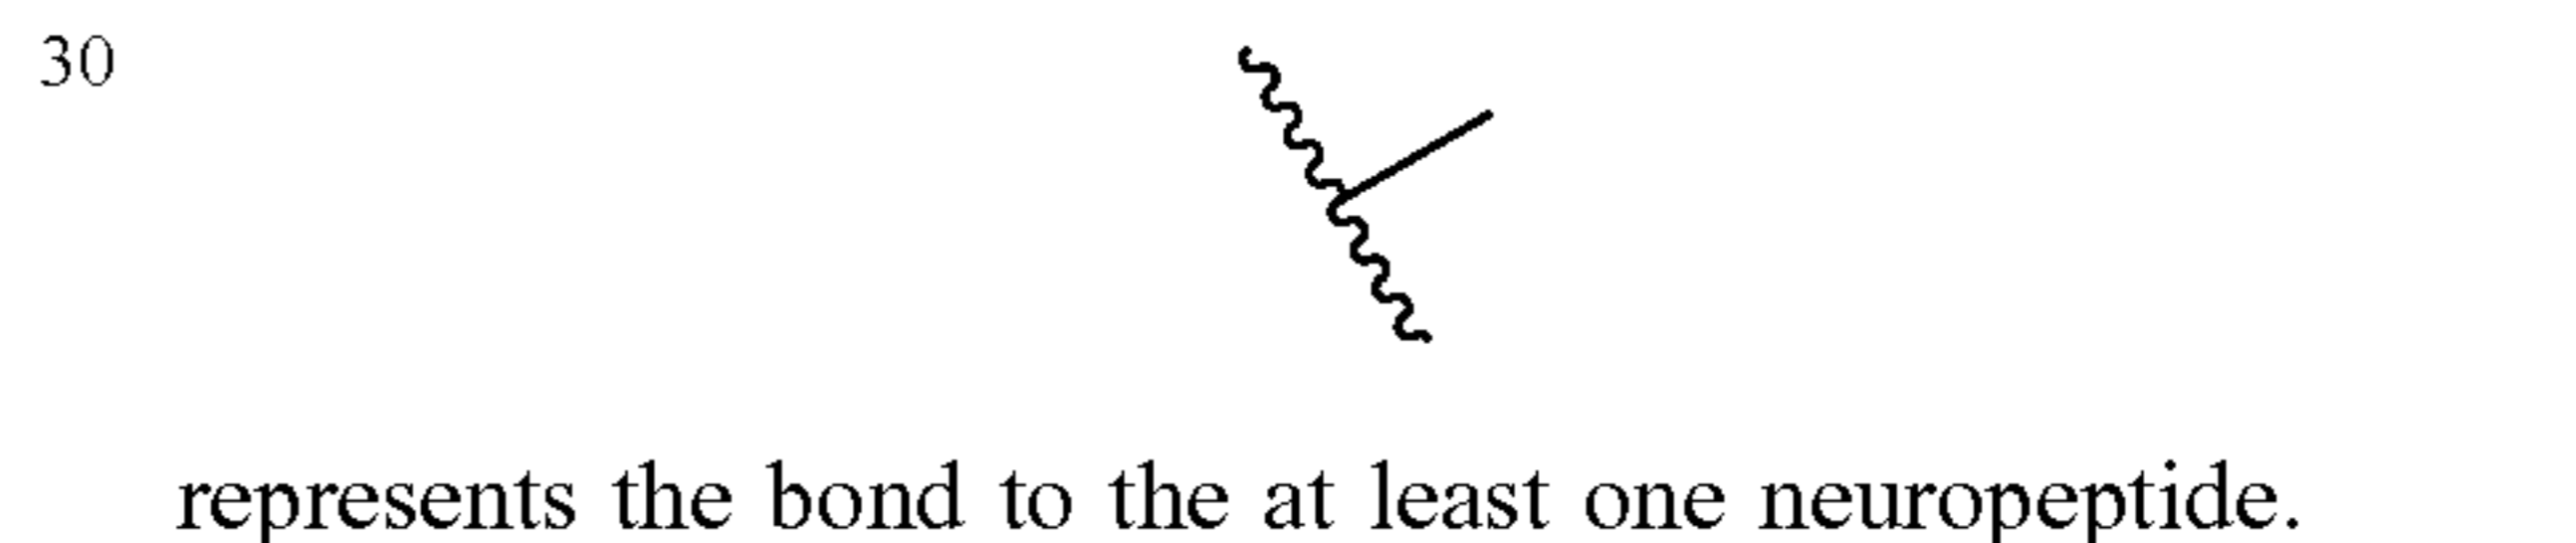 30
represents the bond to the at least one neuropeptide.